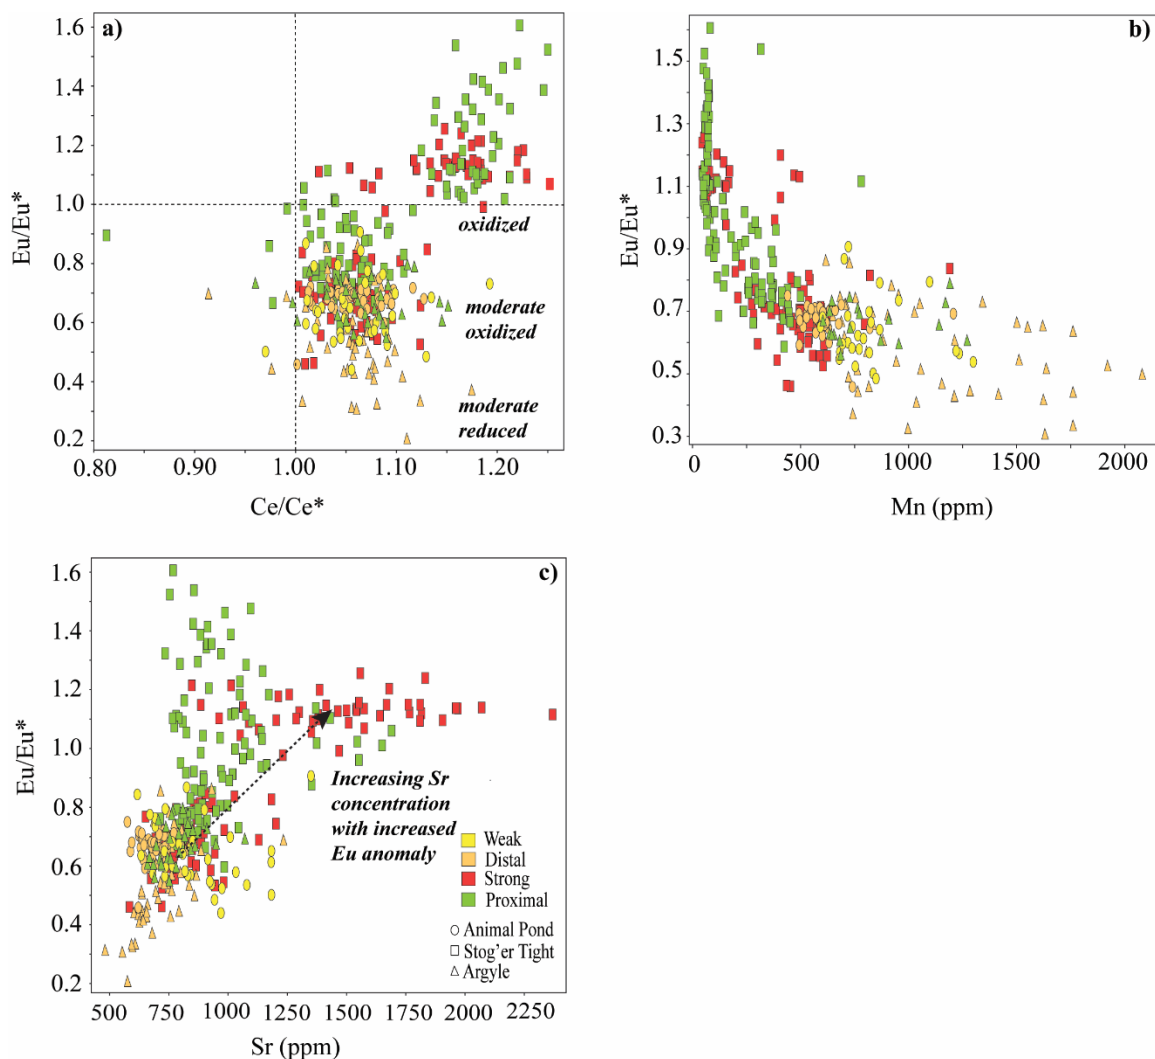 a)
1.6
1.4
1.2
1.0
0.8
0.6
0.4
0.2
Eu/Eu*
oxidized
moderate
oxidized
moderate
reduced
0.80
0.90
1.00
1.10
1.20
Ce/Ce*
b)
1.5
1.3
1.1
0.9
0.7
0.5
0.3
Eu/Eu*
0
500
1000
1500
2000
Mn (ppm)
c)
1.6
1.4
1.2
1.0
0.8
0.6
0.4
0.2
Eu/Eu*
Increasing Sr
concentration
with increased
Eu anomaly
Weak
Distal
Strong
Proximal
Animal Pond
Stog'er Tight
Argyle
500
750
1000
1250
1500
1750
2000
2250
Sr (ppm)